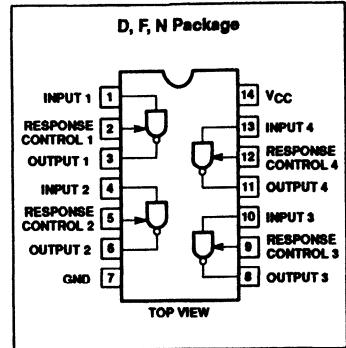 D, F, N Package
INPUT 1 1
RESPONSE CONTROL 1 2
OUTPUT 1 3
INPUT 2 4
RESPONSE CONTROL 2 5
OUTPUT 2 6
GND 7
14 VCC
13 INPUT 4
12 RESPONSE CONTROL 4
11 OUTPUT 4
10 INPUT 3
9 RESPONSE CONTROL 3
8 OUTPUT 3
TOP VIEW